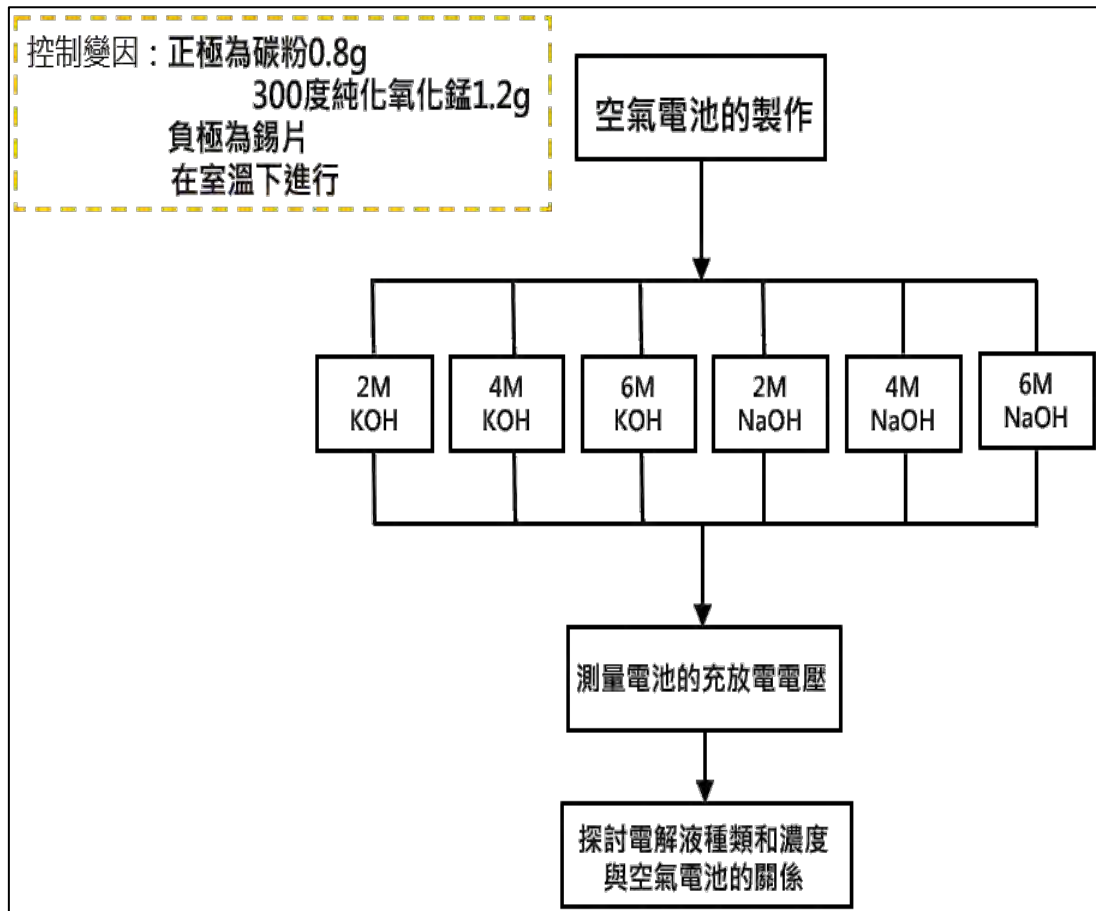 控制變因：正極為碳粉0.8g
300度純化氧化錳1.2g
負極為錫片
在室溫下進行
空氣電池的製作
2M
KOH
4M
KOH
6M
KOH
2M
NaOH
4M
NaOH
6M
NaOH
測量電池的充放電電壓
探討電解液種類和濃度
與空氣電池的關係